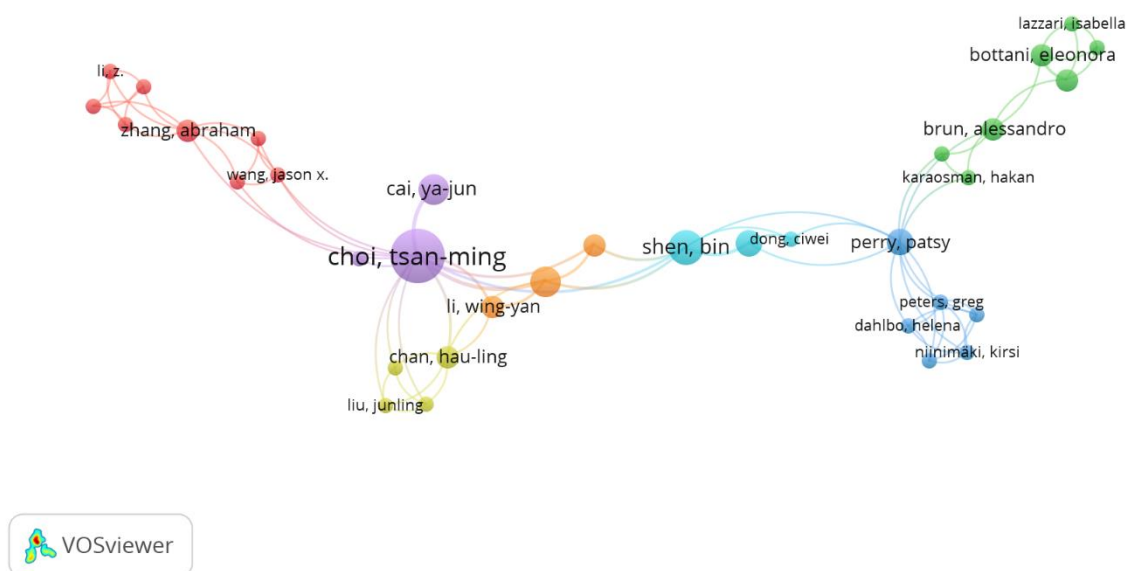 lazzari, isabella
bottani, eleonora
li, z.
zhang, abraham
brun, alessandro
wang, jason x.
karaosman, hakan
cai, ya-jun
choi, tsan-ming
shen, bin
dong, ciwei
perry, patsy
li, wing-yan
peters, greg
dahlbo, helena
chan, hau-ling
niinimäki, kirsi
liu, junling
VOSviewer